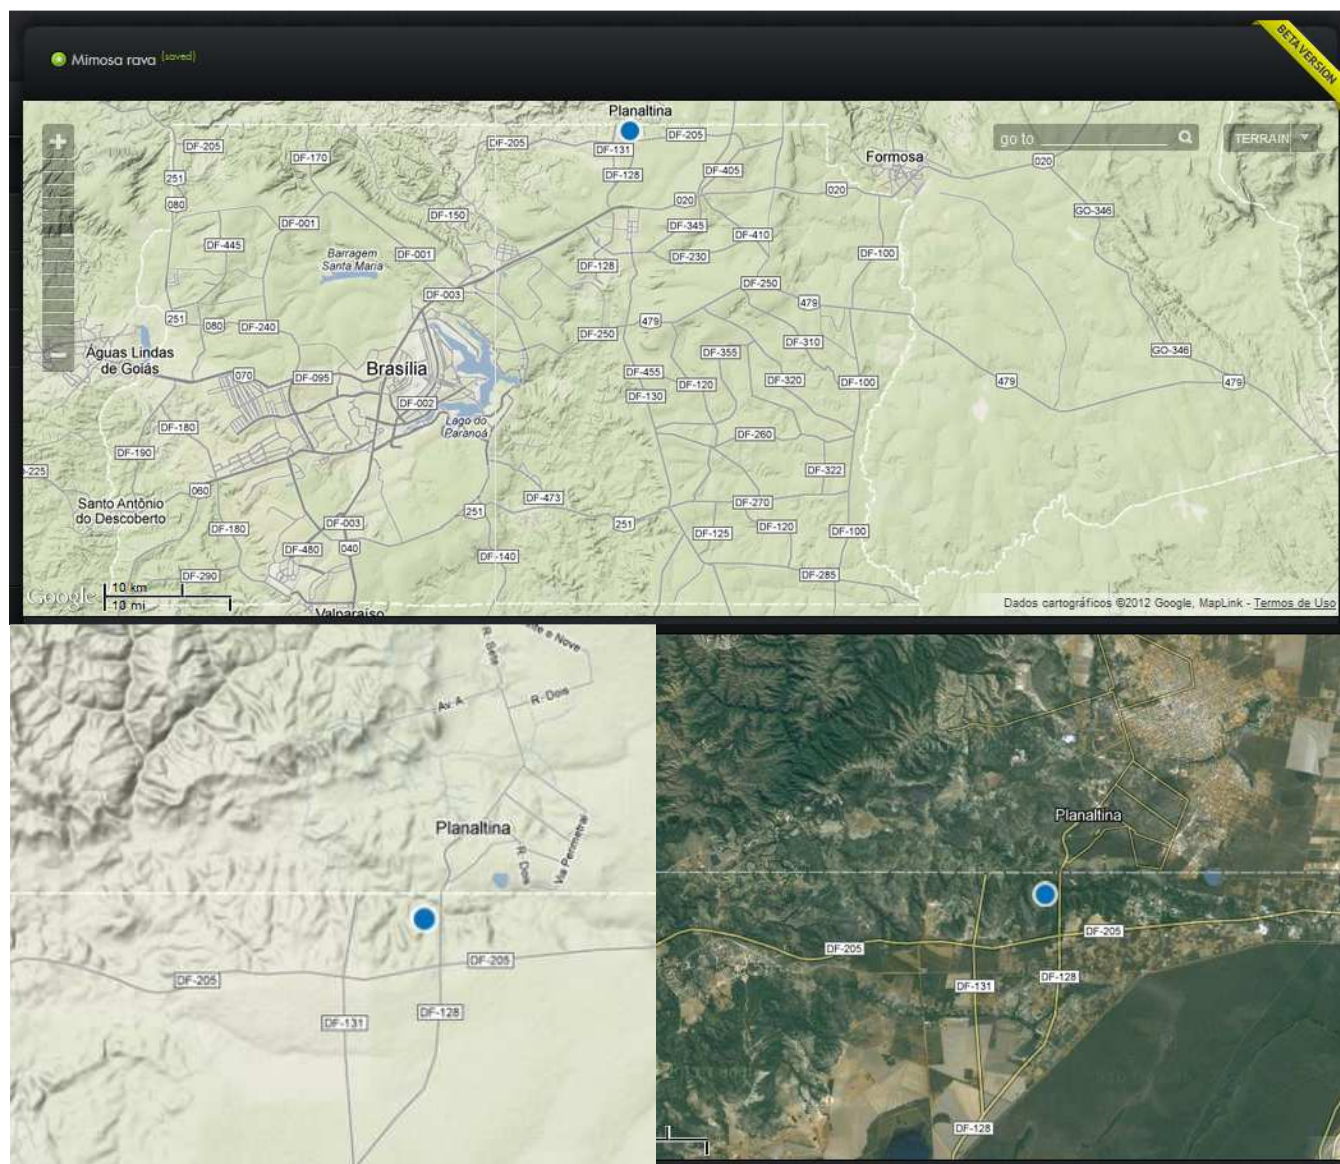 Mimosa rava (saved)
BETA VERSION
Planaltina
DF-205
DF-205
DF-131
DF-205
go to
TERRAIN
DF-170
Formosa
020
251
DF-128
DF-405
080
020
020
DF-150
GO-346
DF-001
DF-345
DF-445
DF-410
Barragem
Santa Maria
DF-001
DF-230
DF-100
DF-128
DF-250
DF-003
479
251
080
DF-240
DF-250
479
DF-310
Águas Lindas
de Goiás
DF-355
GO-346
Brasília
070
DF-095
DF-455
DF-120
DF-320
DF-100
479
479
DF-130
DF-002
Lago do
Paranoá
DF-180
DF-260
DF-190
-225
DF-322
060
Santo Antônio
do Descoberto
DF-473
DF-270
251
DF-003
251
DF-180
DF-125
DF-120
DF-100
DF-480
040
DF-140
DF-290
DF-285
Google
10 km
10 mi
Valparaíso
Dados cartográficos ©2012 Google, MapLink - Termos de Uso
R. Sete
e Nove
R. Dois
Av. A
Planaltina
R. Dois
Via Perimetral
DF-205
DF-205
DF-131
DF-128
Planaltina
DF-205
DF-205
DF-131
DF-128
DF-128